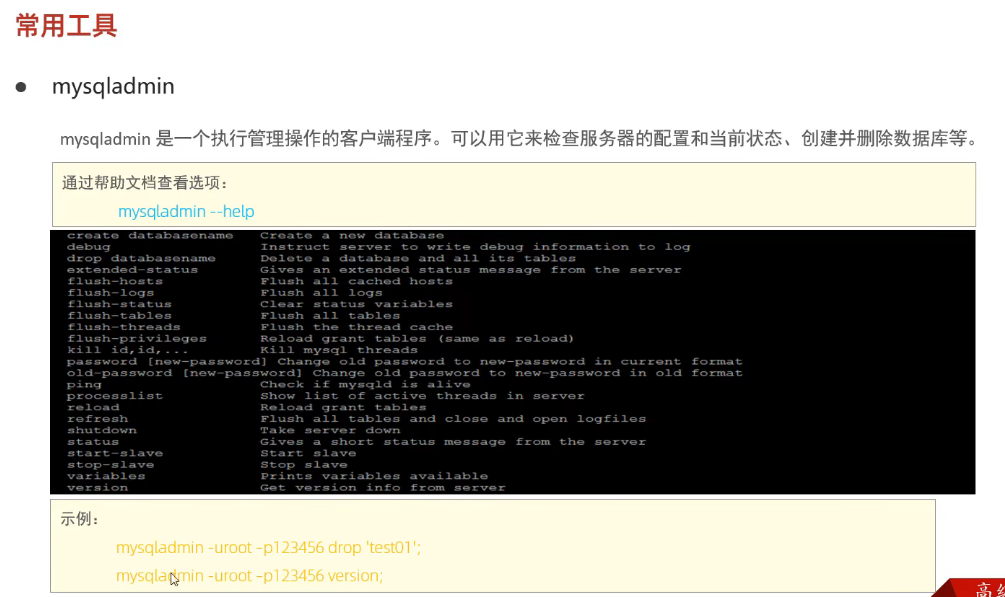 常用工具
● mysqladmin
mysqladmin 是一个执行管理操作的客户端程序。可以用它来检查服务器的配置和当前状态、创建并删除数据库等。
通过帮助文档查看选项：
mysqladmin --help
create databasename Create a new database
debug Instruct server to write debug information to log
drop databasename Delete a database and all its tables
extended-status Gives an extended status message from the server
flush-hosts Flush all cached hosts
flush-logs Flush all logs
flush-status Clear status variables
flush-tables Flush all tables
flush-threads Flush the thread cache
flush-privileges Reload grant tables (same as reload)
kill id,id,... Kill mysql threads
password [new-password] Change old password to new-password in current format
old-password [new-password] Change old password to new-password in old format
ping Check if mysqld is alive
processlist Show list of active threads in server
reload Reload grant tables
refresh Flush all tables and close and open logfiles
shutdown Take server down
status Gives a short status message from the server
start-slave Start slave
stop-slave Stop slave
variables Prints variables available
version Get version info from server
示例：
mysqladmin -uroot –p123456 drop 'test01';
mysqladmin -uroot –p123456 version;
高